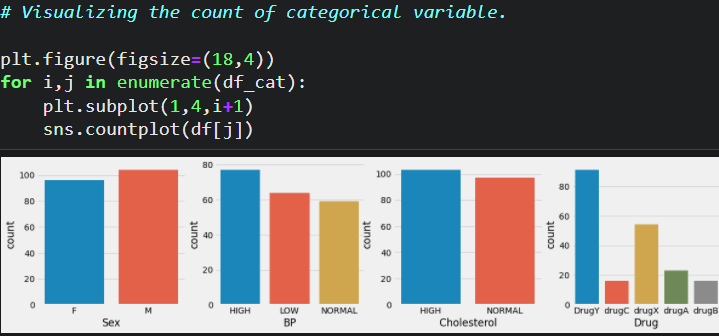 # Visualizing the count of categorical variable.
plt.figure(figsize=(18,4))
for i,j in enumerate(df_cat):
    plt.subplot(1,4,i+1)
    sns.countplot(df[j])
100
80
60
40
20
0
count
F M
Sex
80
60
40
20
0
count
HIGH LOW NORMAL
BP
100
80
60
40
20
0
count
HIGH NORMAL
Cholesterol
80
60
40
20
0
count
DrugY drugC drugX drugA drugB
Drug